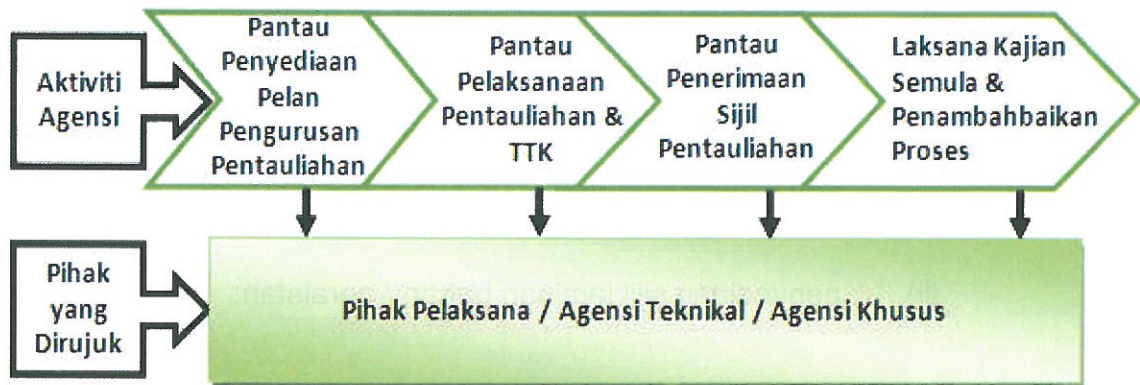 Aktiviti
Agensi
Pantau
Penyediaan
Pelan
Pengurusan
Pentauliahan
Pantau
Pelaksanaan
Pentauliahan &
TTK
Pantau
Penerimaan
Sijil
Pentauliahan
Laksana Kajian
Semula &
Penambahbaikan
Proses
Pihak
yang
Dirujuk
Pihak Pelaksana / Agensi Teknikal / Agensi Khusus